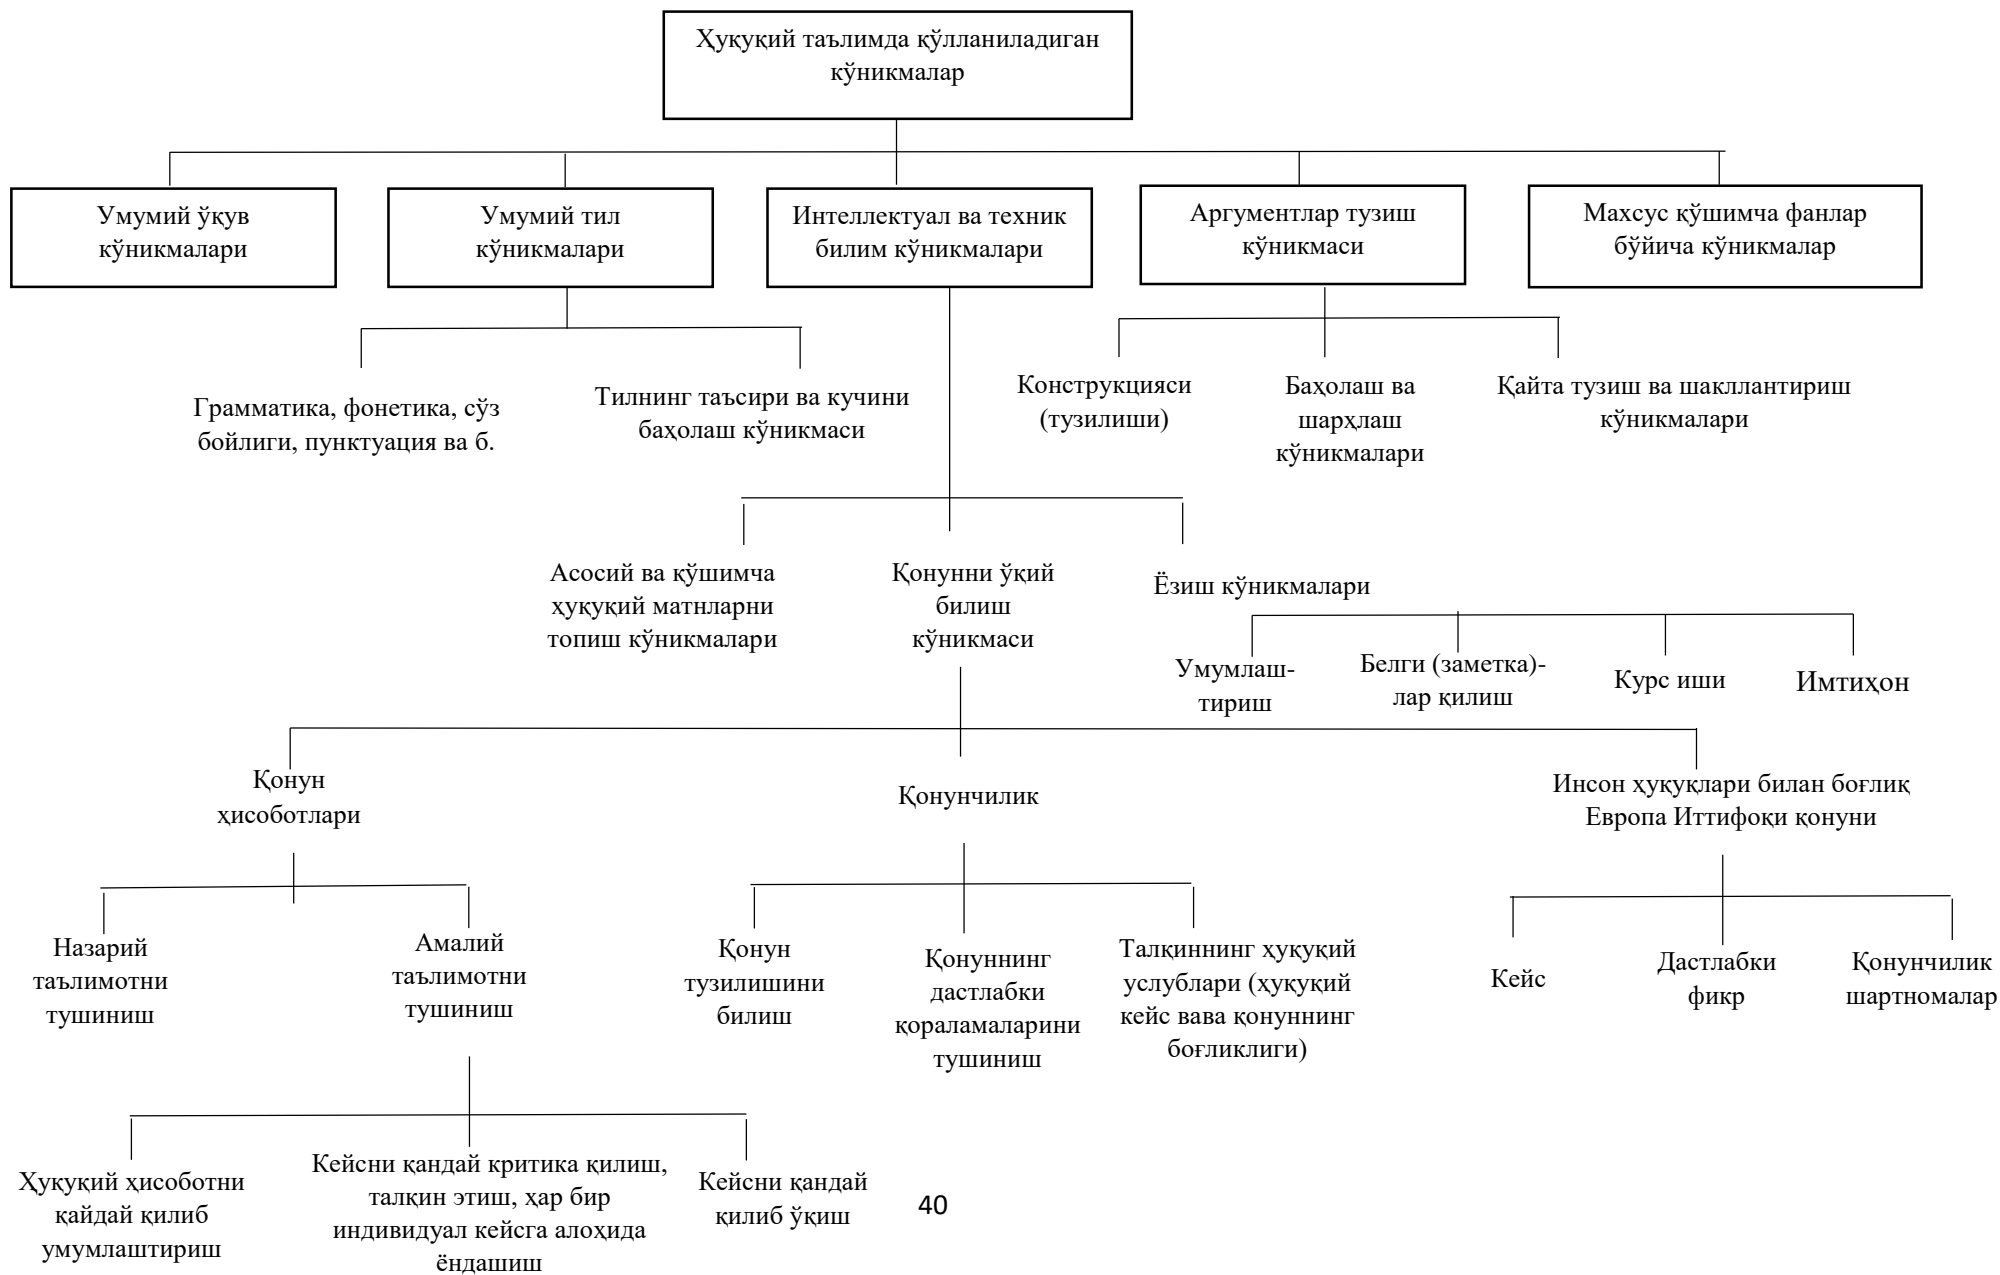 Ҳуқуқий таълимда қўлланиладиган
кўникмалар
Умумий ўқув
кўникмалари
Умумий тил
кўникмалари
Интеллектуал ва техник
билим кўникмалари
Аргументлар тузиш
кўникмаси
Махсус қўшимча фанлар
бўйича кўникмалар
Грамматика, фонетика, сўз
бойлиги, пунктуация ва б.
Тилнинг таъсири ва кучини
баҳолаш кўникмаси
Конструкцияси
(тузилиши)
Баҳолаш ва
шарҳлаш
кўникмалари
Қайта тузиш ва шакллантириш
кўникмалари
Асосий ва қўшимча
ҳуқуқий матнларни
топиш кўникмалари
Қонунни ўқий
билиш
кўникмаси
Ёзиш кўникмалари
Умумлаш-
тириш
Белги (заметка)-
лар қилиш
Курс иши
Имтиҳон
Қонун
ҳисоботлари
Қонунчилик
Инсон ҳуқуқлари билан боғлиқ
Европа Иттифоқи қонуни
Назарий
таълимотни
тушиниш
Амалий
таълимотни
тушиниш
Қонун
тузилишини
билиш
Қонуннинг
дастлабки
қораламаларини
тушиниш
Талқиннинг ҳуқуқий
услублари (ҳуқуқий
кейс вава қонуннинг
боғликлиги)
Кейс
Дастлабки
фикр
Қонунчилик
шартномалар
Ҳуқуқий ҳисоботни
қайдай қилиб
умумлаштириш
Кейсни қандай критика қилиш,
талқин этиш, ҳар бир
индивидуал кейсга алоҳида
ёндашиш
Кейсни қандай
қилиб ўқиш
40